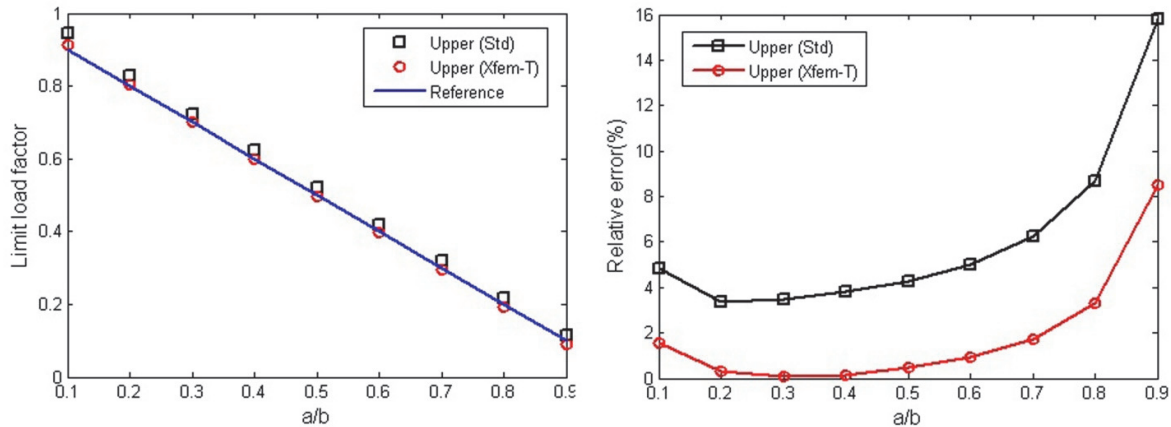 Limit load factor
1
0.8
0.6
0.4
0.2
0
0.1 0.2 0.3 0.4 0.5 0.6 0.7 0.8 0.9
a/b
Upper (Std)
Upper (Xfem-T)
Reference
Relative error(%)
16
14
12
10
8
6
4
2
0
0.1 0.2 0.3 0.4 0.5 0.6 0.7 0.8 0.9
a/b
Upper (Std)
Upper (Xfem-T)